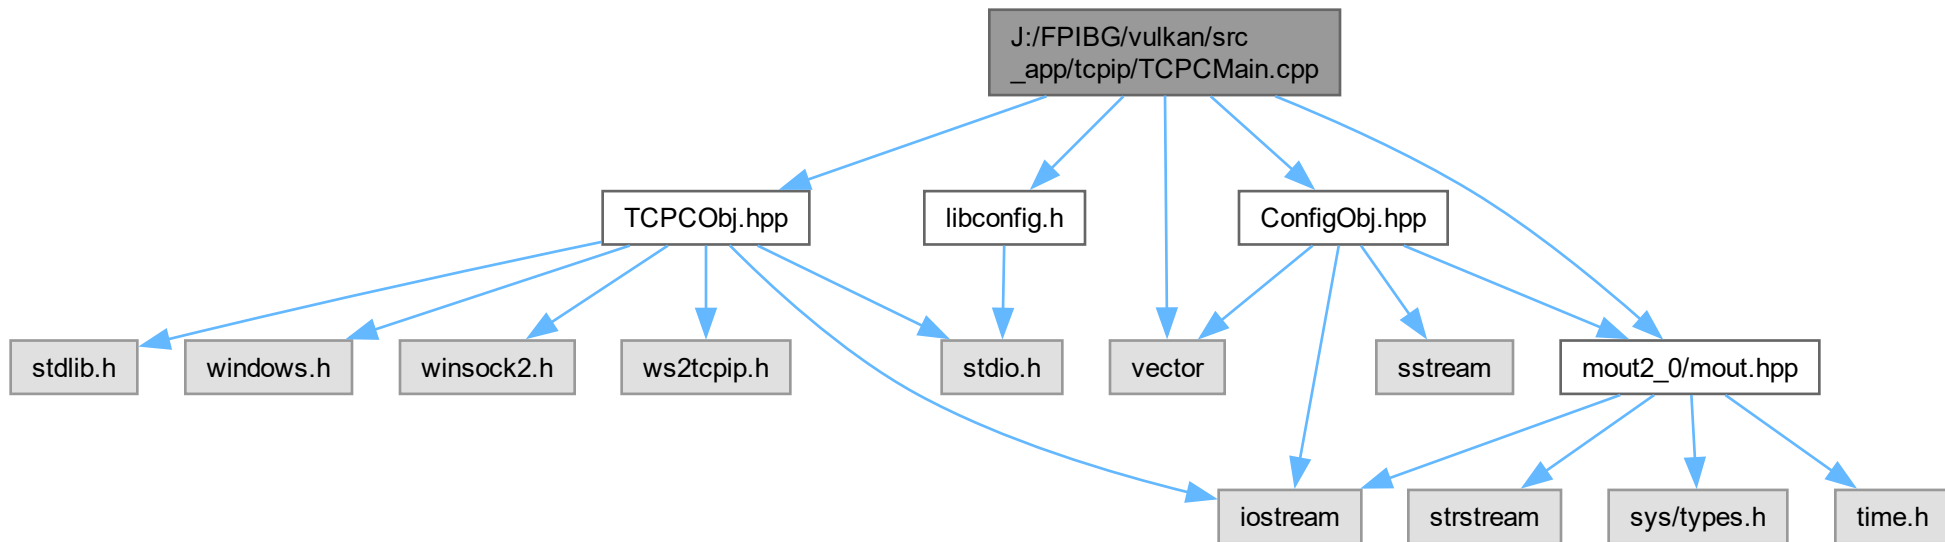 J:/FPIBG/vulkan/src
_app/tcpip/TCPCMain.cpp
TCPCObj.hpp
libconfig.h
ConfigObj.hpp
stdlib.h
windows.h
winsock2.h
ws2tcpip.h
stdio.h
vector
sstream
mout2_0/mout.hpp
iostream
strstream
sys/types.h
time.h